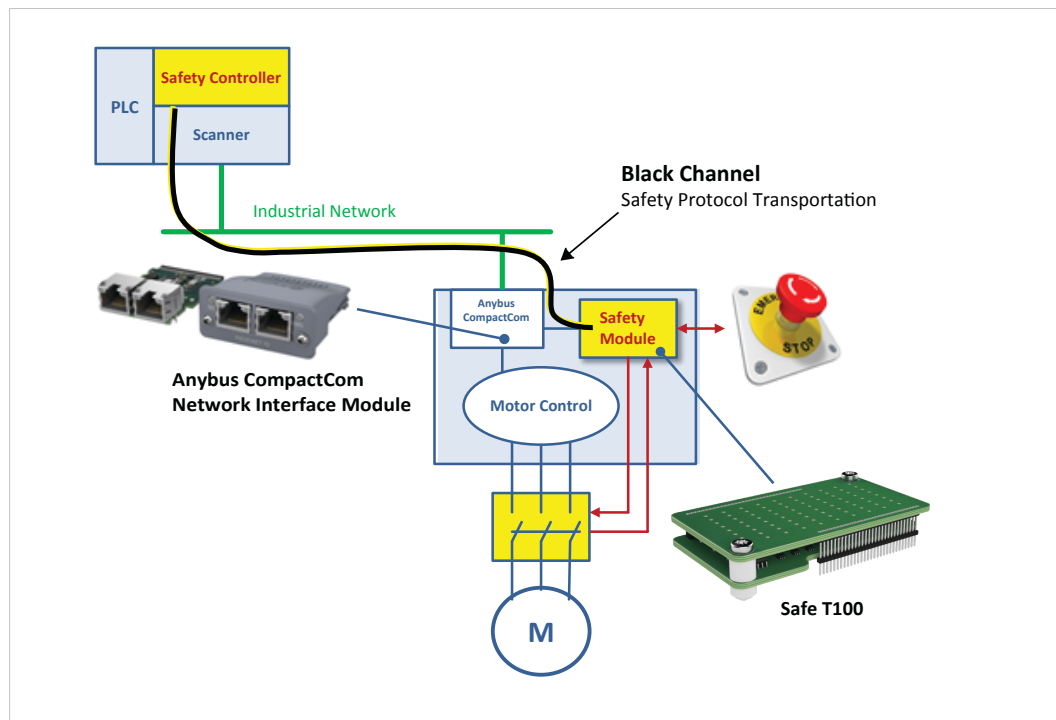 Safety Controller
PLC
Scanner
Black Channel
Safety Protocol Transportation
Industrial Network
Anybus
CompactCom
Safety
Module
STOP
Anybus CompactCom
Network Interface Module
Motor Control
Safe T100
M